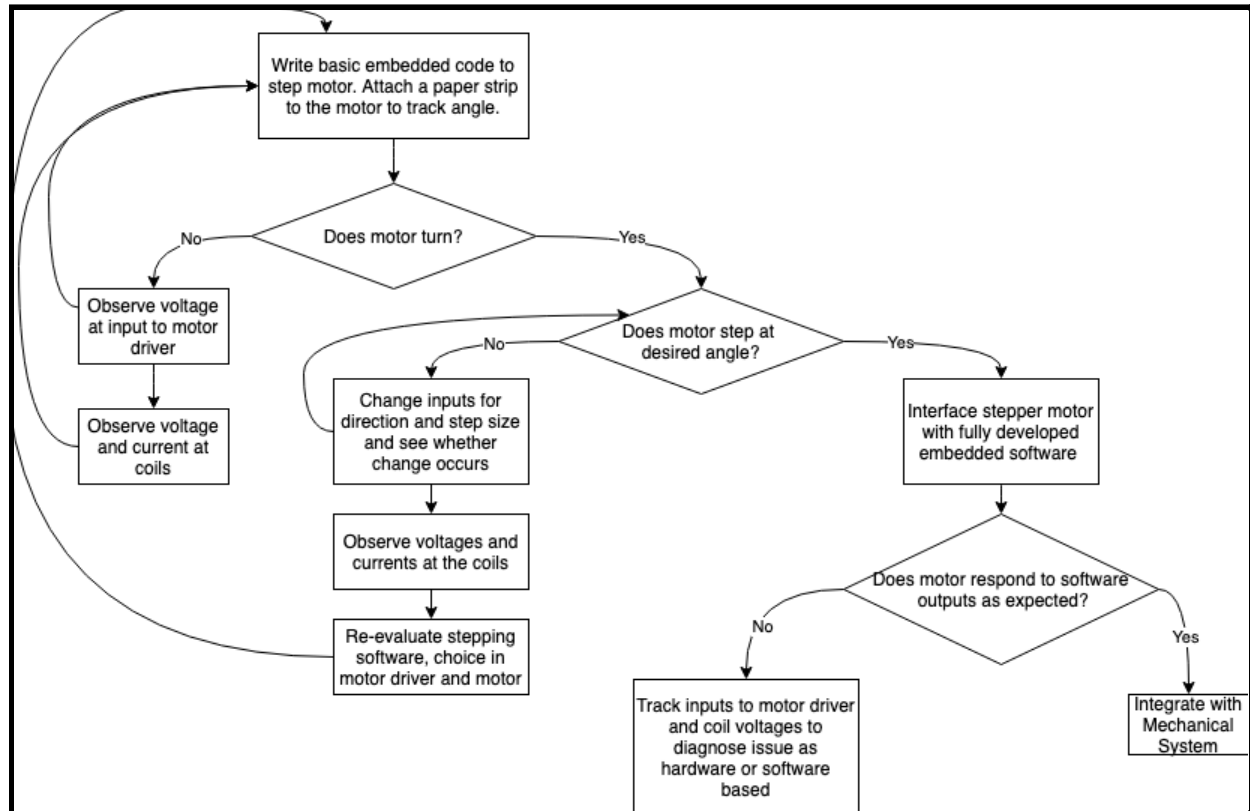 Write basic embedded code to
step motor. Attach a paper strip
to the motor to track angle.
Does motor turn?
No
Yes
Observe voltage
at input to motor
driver
Does motor step at
desired angle?
No
Yes
Observe voltage
and current at
coils
Change inputs for
direction and step size
and see whether
change occurs
Interface stepper motor
with fully developed
embedded software
Observe voltages and
currents at the coils
Does motor respond to software
outputs as expected?
Re-evaluate stepping
software, choice in
motor driver and motor
No
Yes
Track inputs to motor driver
and coil voltages to
diagnose issue as
hardware or software
based
Integrate with
Mechanical
System